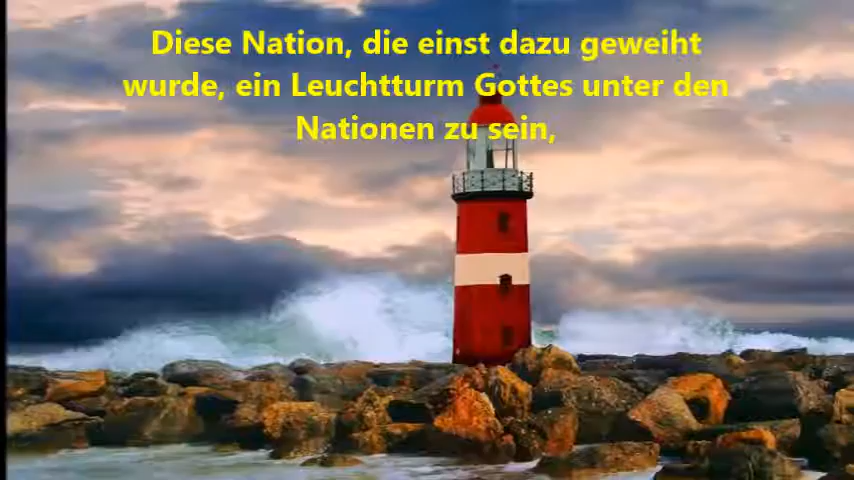 Diese Nation, die einst dazu geweiht
wurde, ein Leuchtturm Gottes unter den
Nationen zu sein,